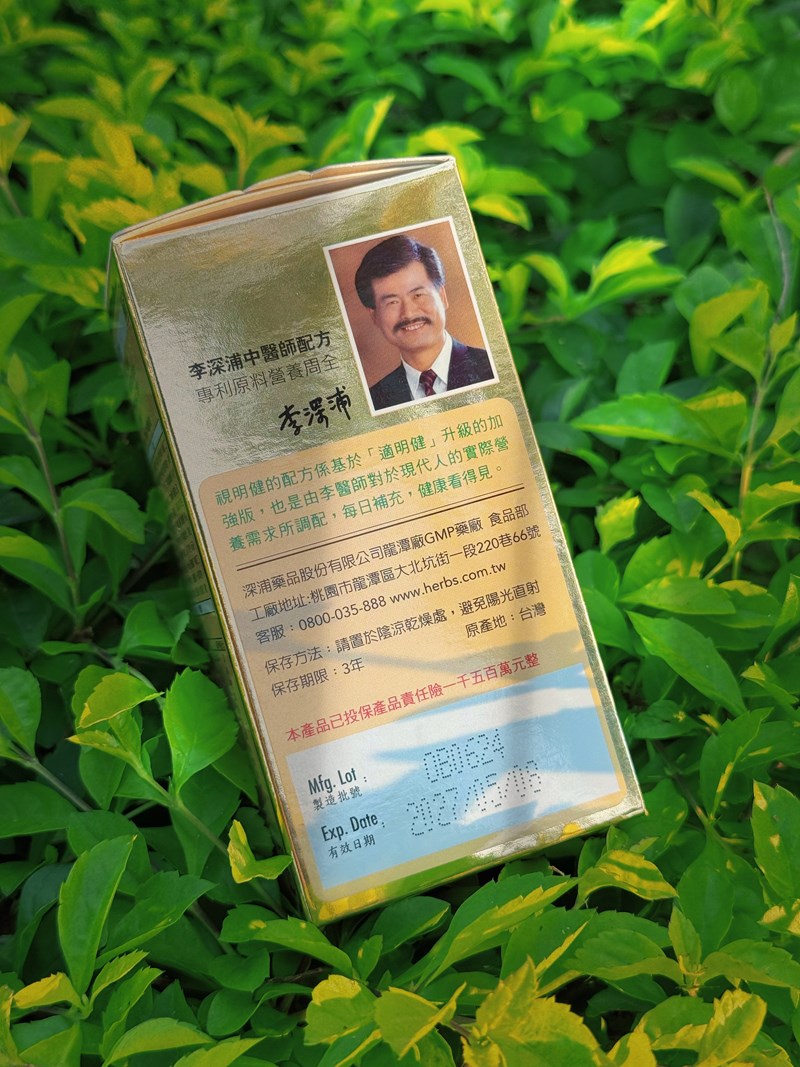 李深浦中醫師配方
專利原料營養周全
李深浦
視明健的配方係基於「適明健」升級的加
強版，也是由李醫師對於現代人的實際營
養需求所調配，每日補充，健康看得見。
深浦藥品股份有限公司龍潭廠GMP藥廠 食品部
工廠地址:桃園市龍潭區大北坑街一段220巷66號
客服：0800-035-888 www.herbs.com.tw
保存方法：請置於陰涼乾燥處，避免陽光直射
保存期限：3年 原產地：台灣
本產品已投保產品責任險一千五百萬元整
Mfg. Lot :
製造批號
Exp. Date :
有效日期